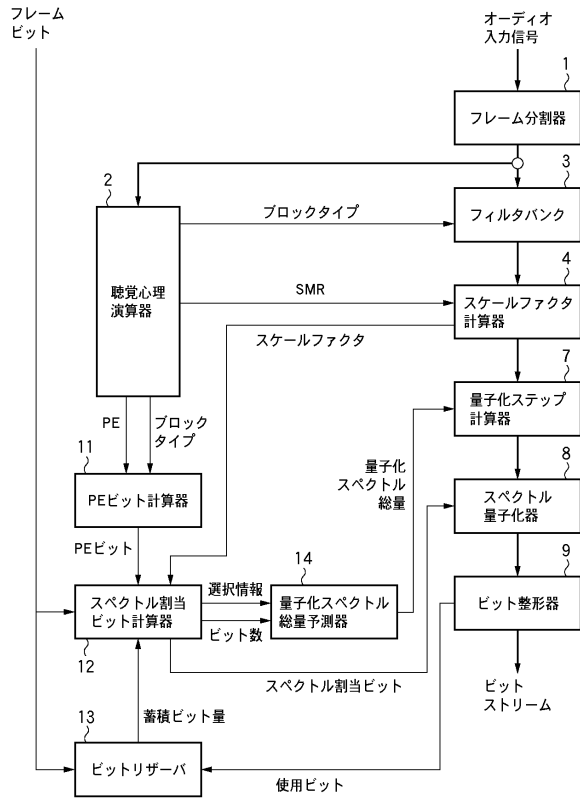 フレーム
ビット
オーディオ
入力信号
1
フレーム分割器
2
聴覚心理
演算器
ブロックタイプ
3
フィルタバンク
SMR
4
スケールファクタ
計算器
スケールファクタ
7
量子化ステップ
計算器
PE
ブロック
タイプ
11
PEビット計算器
量子化
スペクトル
総量
8
スペクトル
量子化器
PEビット
9
ビット整形器
スペクトル割当
ビット計算器
12
選択情報
ビット数
14
量子化スペクトル
総量予測器
スペクトル割当ビット
ビット
ストリーム
蓄積ビット量
13
ビットリザーバ
使用ビット